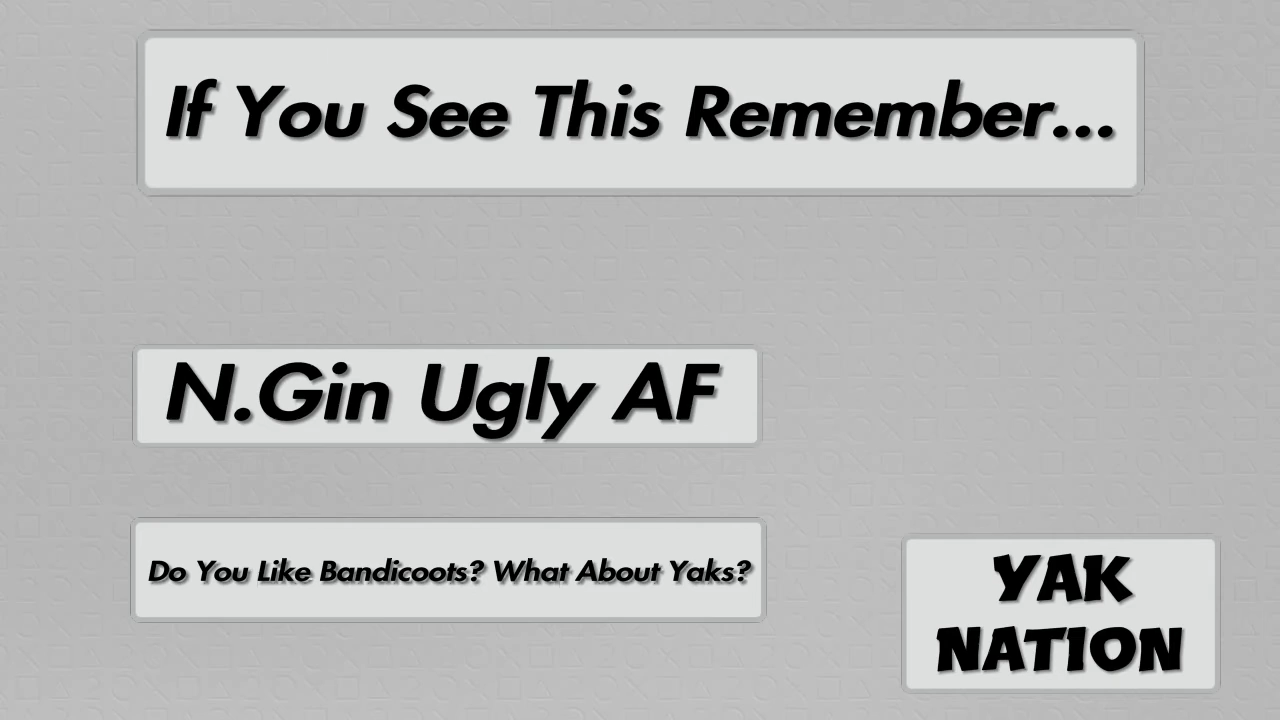 If You See This Remember...
N.Gin Ugly AF
Do You Like Bandicoots? What About Yaks?
YAK
NATION